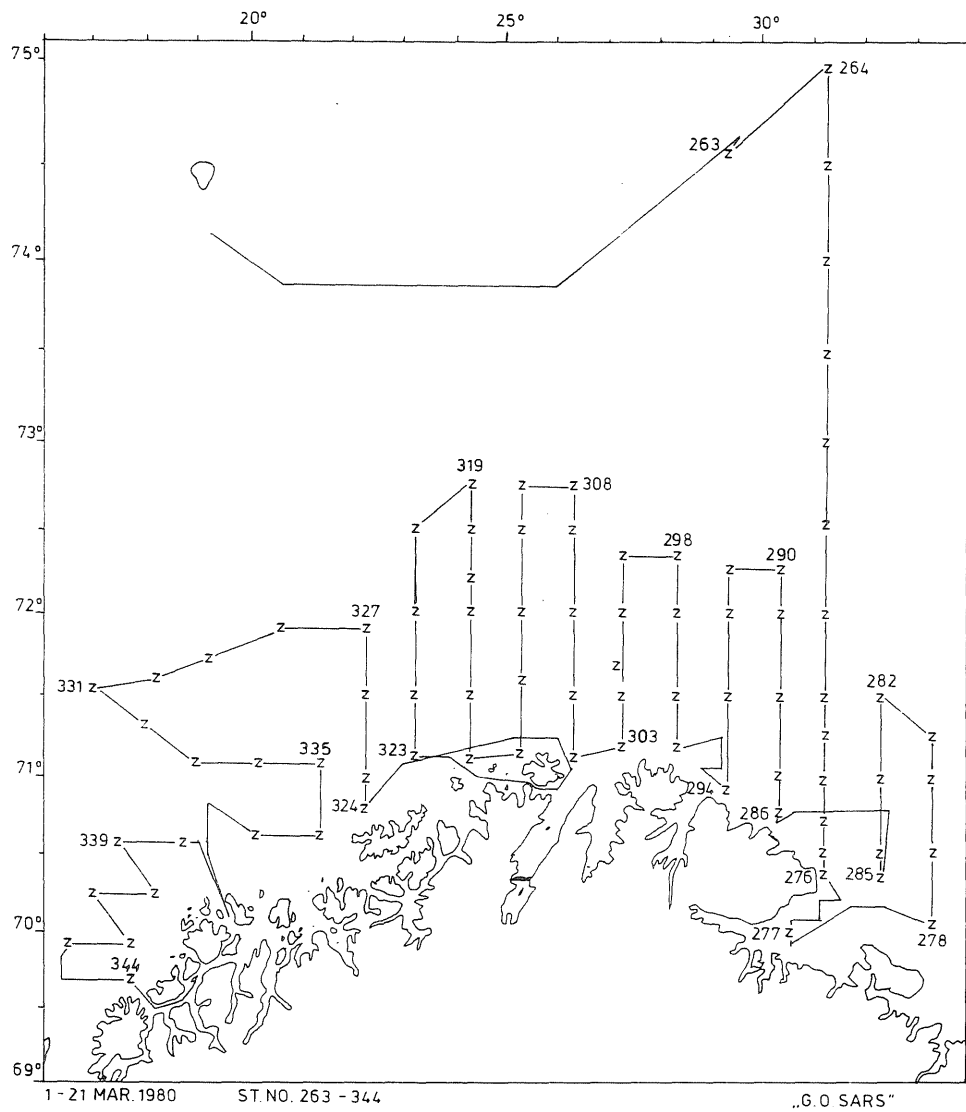 20° 25° 30°
75°
z 264
263 z
z
74° z
z
73° z
319
z z z z 308
z z z z z
298
z z
290
z z
z
72° z z z z z z z z z
327
z z
z
z
331 z
z z z z z z z z z
282
z
z
z z
335
z z z
323 z z z z z 303 z
z z z z z
294 z
324 z
286 z
z
339 z z
z z
z z z
276 z
285 z
z z
70°
277 z
z 278
z z
344
z
71°
69°
1-21 MAR. 1980 ST. NO. 263-344 „G.O SARS"